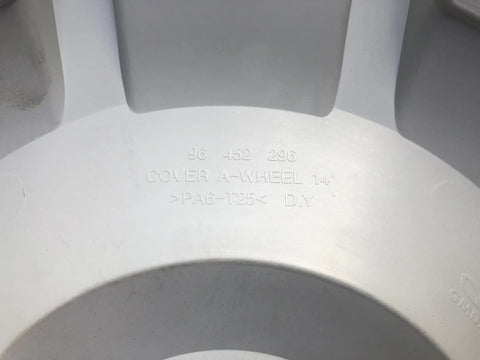 96 452 296
COVER A-WHEEL 14"
>PA6-T25< D.Y